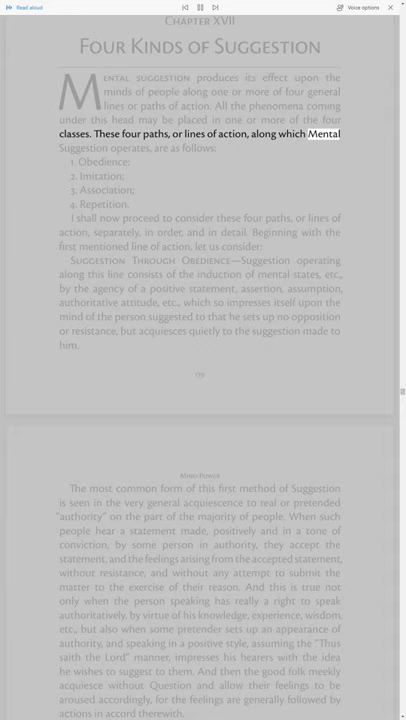 Read aloud
Voice options
Chapter XVII
Four Kinds of Suggestion
Mental suggestion produces its effect upon the
minds of people along one or more of four general
lines or paths of action. All the phenomena coming
under this head may be placed in one or more of the four
classes. These four paths, or lines of action, along which Mental
Suggestion operates, are as follows:
1. Obedience;
2. Imitation;
3. Association;
4. Repetition.
I shall now proceed to consider these four paths, or lines of
action, separately, in order, and in detail. Beginning with the
first mentioned line of action, let us consider:
Suggestion Through Obedience—Suggestion operating
along this line consists of the induction of mental states, etc.,
by the agency of a positive statement, assertion, assumption,
authoritative attitude, etc., which so impresses itself upon the
mind of the person suggested to that he sets up no opposition
or resistance, but acquiesces quietly to the suggestion made to
him.
179
Mind-Power
The most common form of this first method of Suggestion
is seen in the very general acquiescence to real or pretended
"authority" on the part of the majority of people. When such
people hear a statement made, positively and in a tone of
conviction, by some person in authority, they accept the
statement, and the feelings arising from the accepted statement,
without resistance, and without any attempt to submit the
matter to the exercise of their reason. And this is true not
only when the person speaking has really a right to speak
authoritatively, by virtue of his knowledge, experience, wisdom,
etc., but also when some pretender sets up an appearance of
authority, and speaking in a positive style, assuming the "Thus
saith the Lord" manner, impresses his hearers with the idea
he wishes to suggest to them. And then the good folk meekly
acquiesce without Question and allow their feelings to be
aroused accordingly, for the feelings are generally followed by
actions in accord therewith.